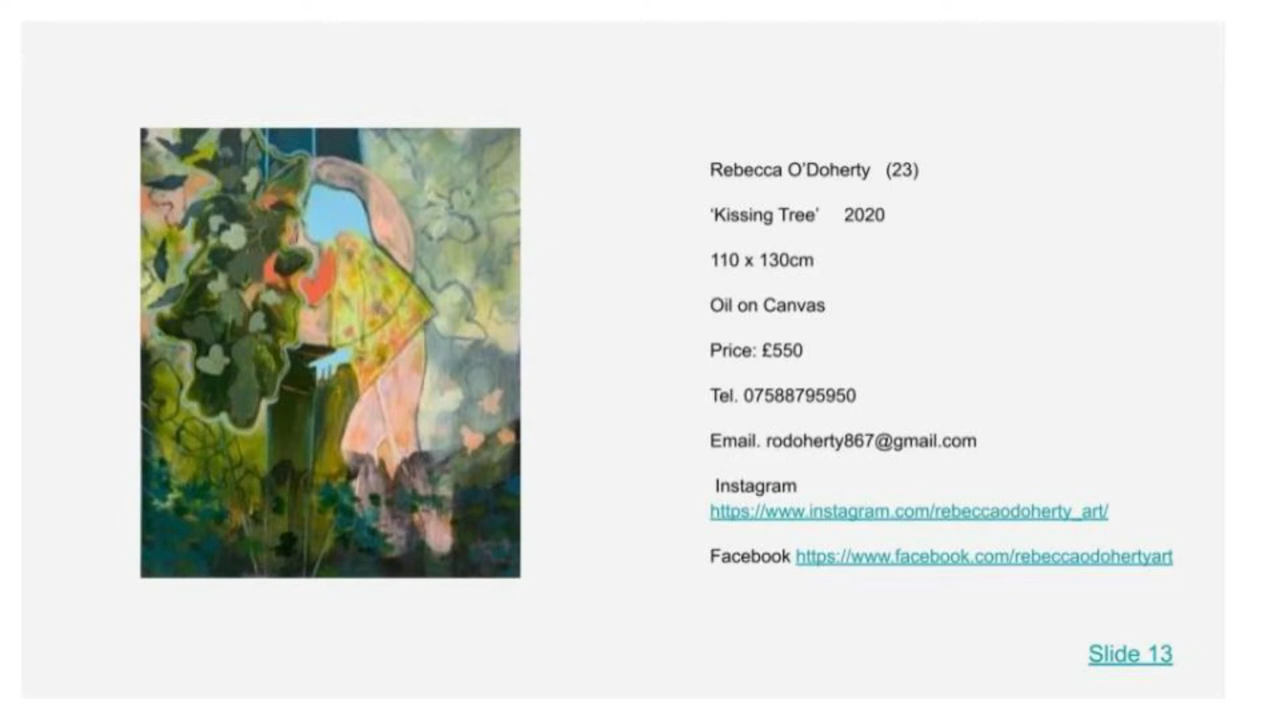 Rebecca O'Doherty (23)
‘Kissing Tree’ 2020
110 x 130cm
Oil on Canvas
Price: £550
Tel. 07588795950
Email. rodoherty867@gmail.com
Instagram
https://www.instagram.com/rebeccaodoherty_art/
Facebook https://www.facebook.com/rebeccaodohertyart
Slide 13